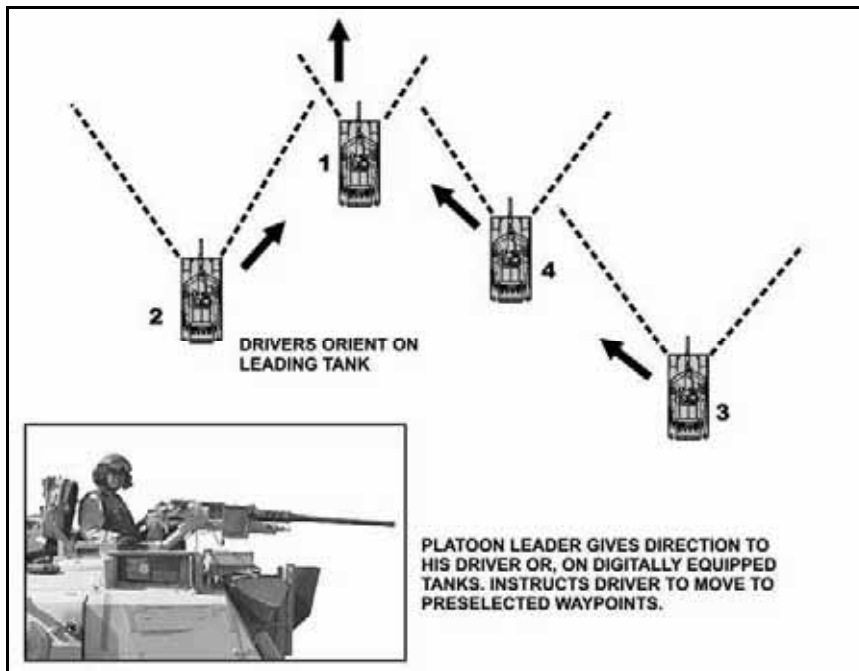 1
4
2
DRIVERS ORIENT ON
LEADING TANK
3
PLATOON LEADER GIVES DIRECTION TO
HIS DRIVER OR, ON DIGITALLY EQUIPPED
TANKS. INSTRUCTS DRIVER TO MOVE TO
PRESELECTED WAYPOINTS.